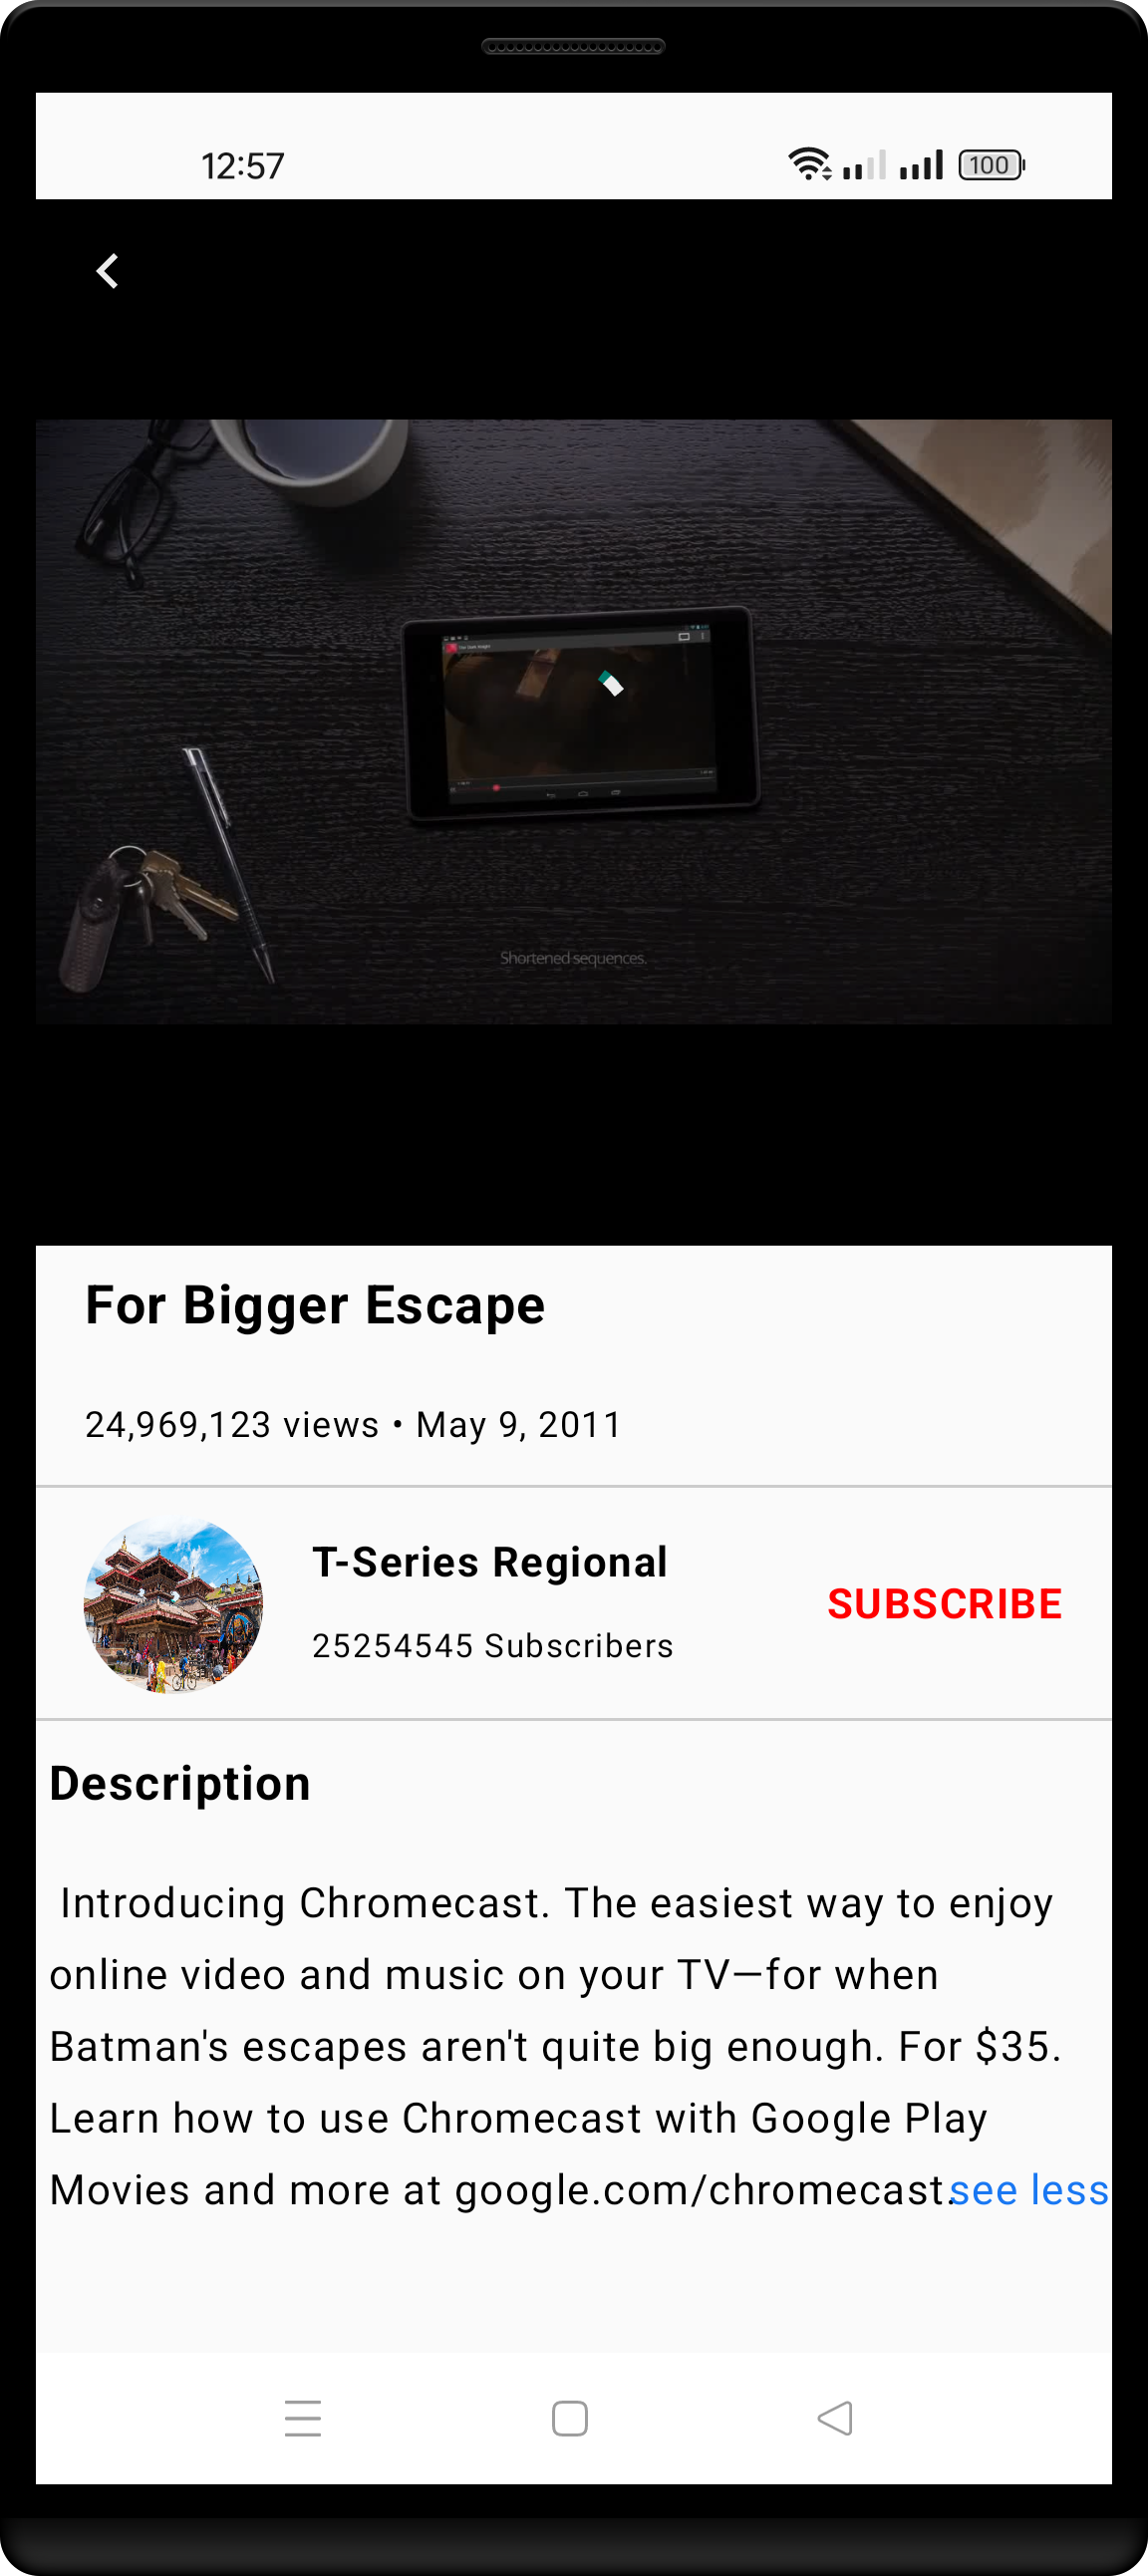 12:57
100
Shortened sequences.
For Bigger Escape
24,969,123 views • May 9, 2011
T-Series Regional
25254545 Subscribers
SUBSCRIBE
Description
Introducing Chromecast. The easiest way to enjoy
online video and music on your TV—for when
Batman's escapes aren't quite big enough. For $35.
Learn how to use Chromecast with Google Play
Movies and more at google.com/chromecast.see less